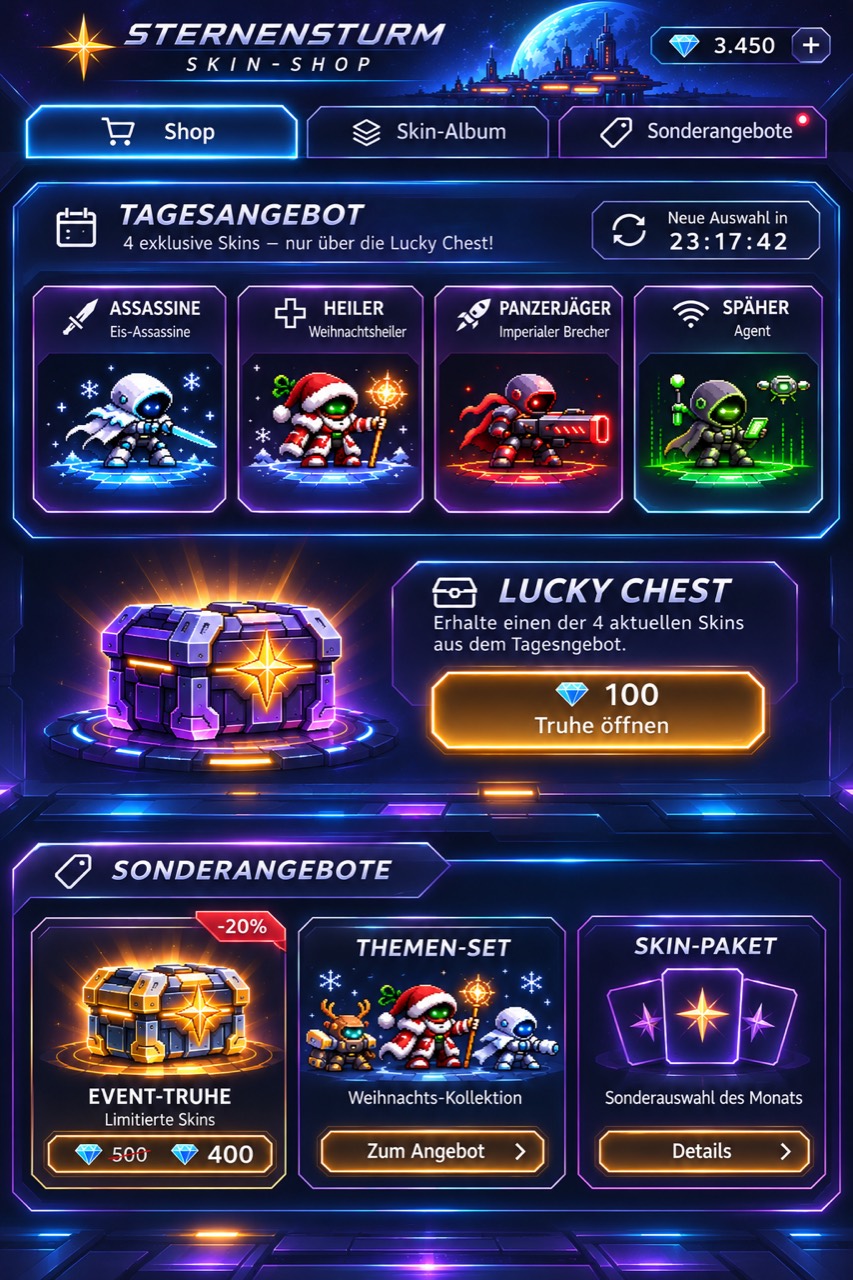 STERNENSTURM
SKIN-SHOP
3.450
+
Shop
Skin-Album
Sonderangebote
TAGESANGEBOT
4 exklusive Skins – nur über die Lucky Chest!
Neue Auswahl in
23:17:42
ASSASSINE
Eis-Assassine
HEILER
Weihnachtsheiler
PANZERJÄGER
Imperialer Brecher
SPÄHER
Agent
LUCKY CHEST
Erhalte einen der 4 aktuellen Skins
aus dem Tagesngebot.
100
Truhe öffnen
SONDERANGEBOTE
-20%
EVENT-TRUHE
Limitierte Skins
500 400
THEMEN-SET
Weihnachts-Kollektion
Zum Angebot >
SKIN-PAKET
Sonderauswahl des Monats
Details >